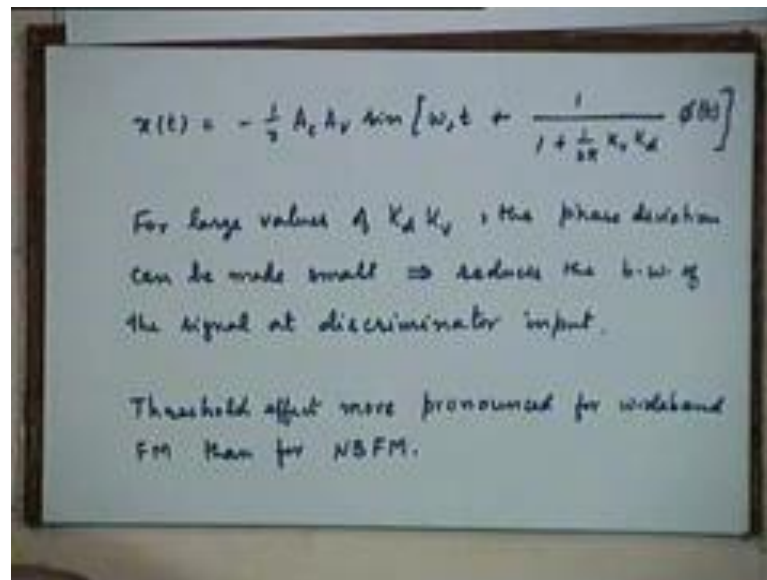 x(t) = - 1/2 A_c A_v sin [ω_1 t + 1/(1 + 1/2π K_v K_d) φ(t)]
For large values of K_d K_v, the phase deviation
can be made small ⇒ reduces the b.w. of
the signal at discriminator input.
Threshold effect more pronounced for wideband
FM than for NBFM.